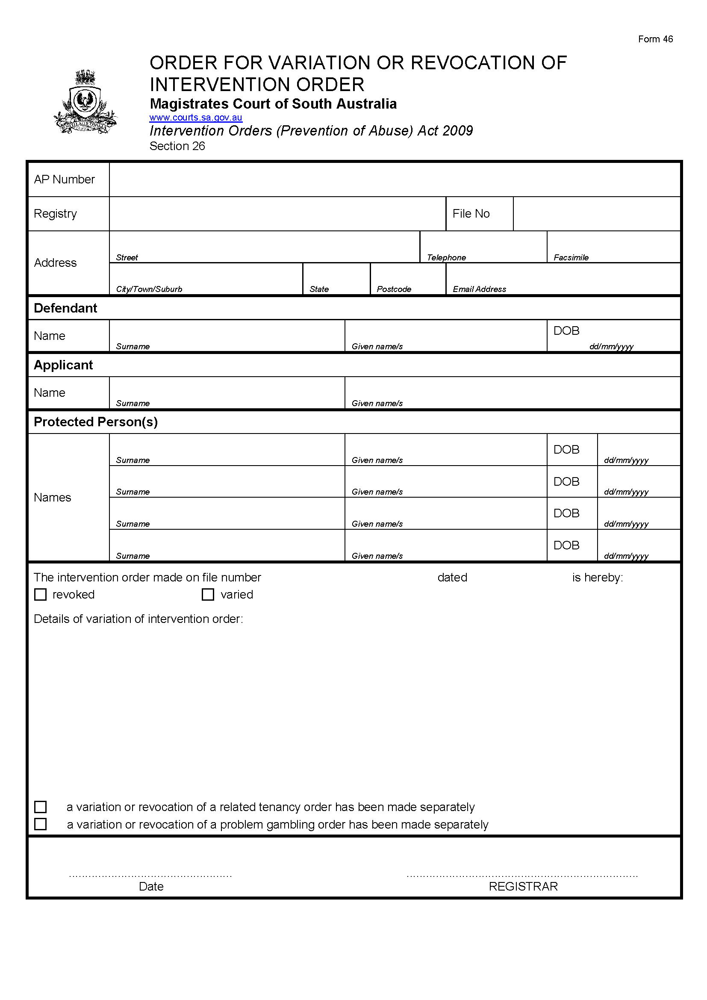 Form 46
ORDER FOR VARIATION OR REVOCATION OF
INTERVENTION ORDER
Magistrates Court of South Australia
www.courts.sa.gov.au
Intervention Orders (Prevention of Abuse) Act 2009
Section 26
SOUTH AUSTRALIA
AP Number
Registry File No
Address
Street Telephone Facsimile
City/Town/Suburb State Postcode Email Address
Defendant
Name
Surname Given name/s DOB dd/mm/yyyy
Applicant
Name
Surname Given name/s
Protected Person(s)
Names
Surname Given name/s DOB dd/mm/yyyy
Surname Given name/s DOB dd/mm/yyyy
Surname Given name/s DOB dd/mm/yyyy
Surname Given name/s DOB dd/mm/yyyy
The intervention order made on file number dated is hereby:
revoked varied
Details of variation of intervention order:
a variation or revocation of a related tenancy order has been made separately
a variation or revocation of a problem gambling order has been made separately
Date REGISTRAR